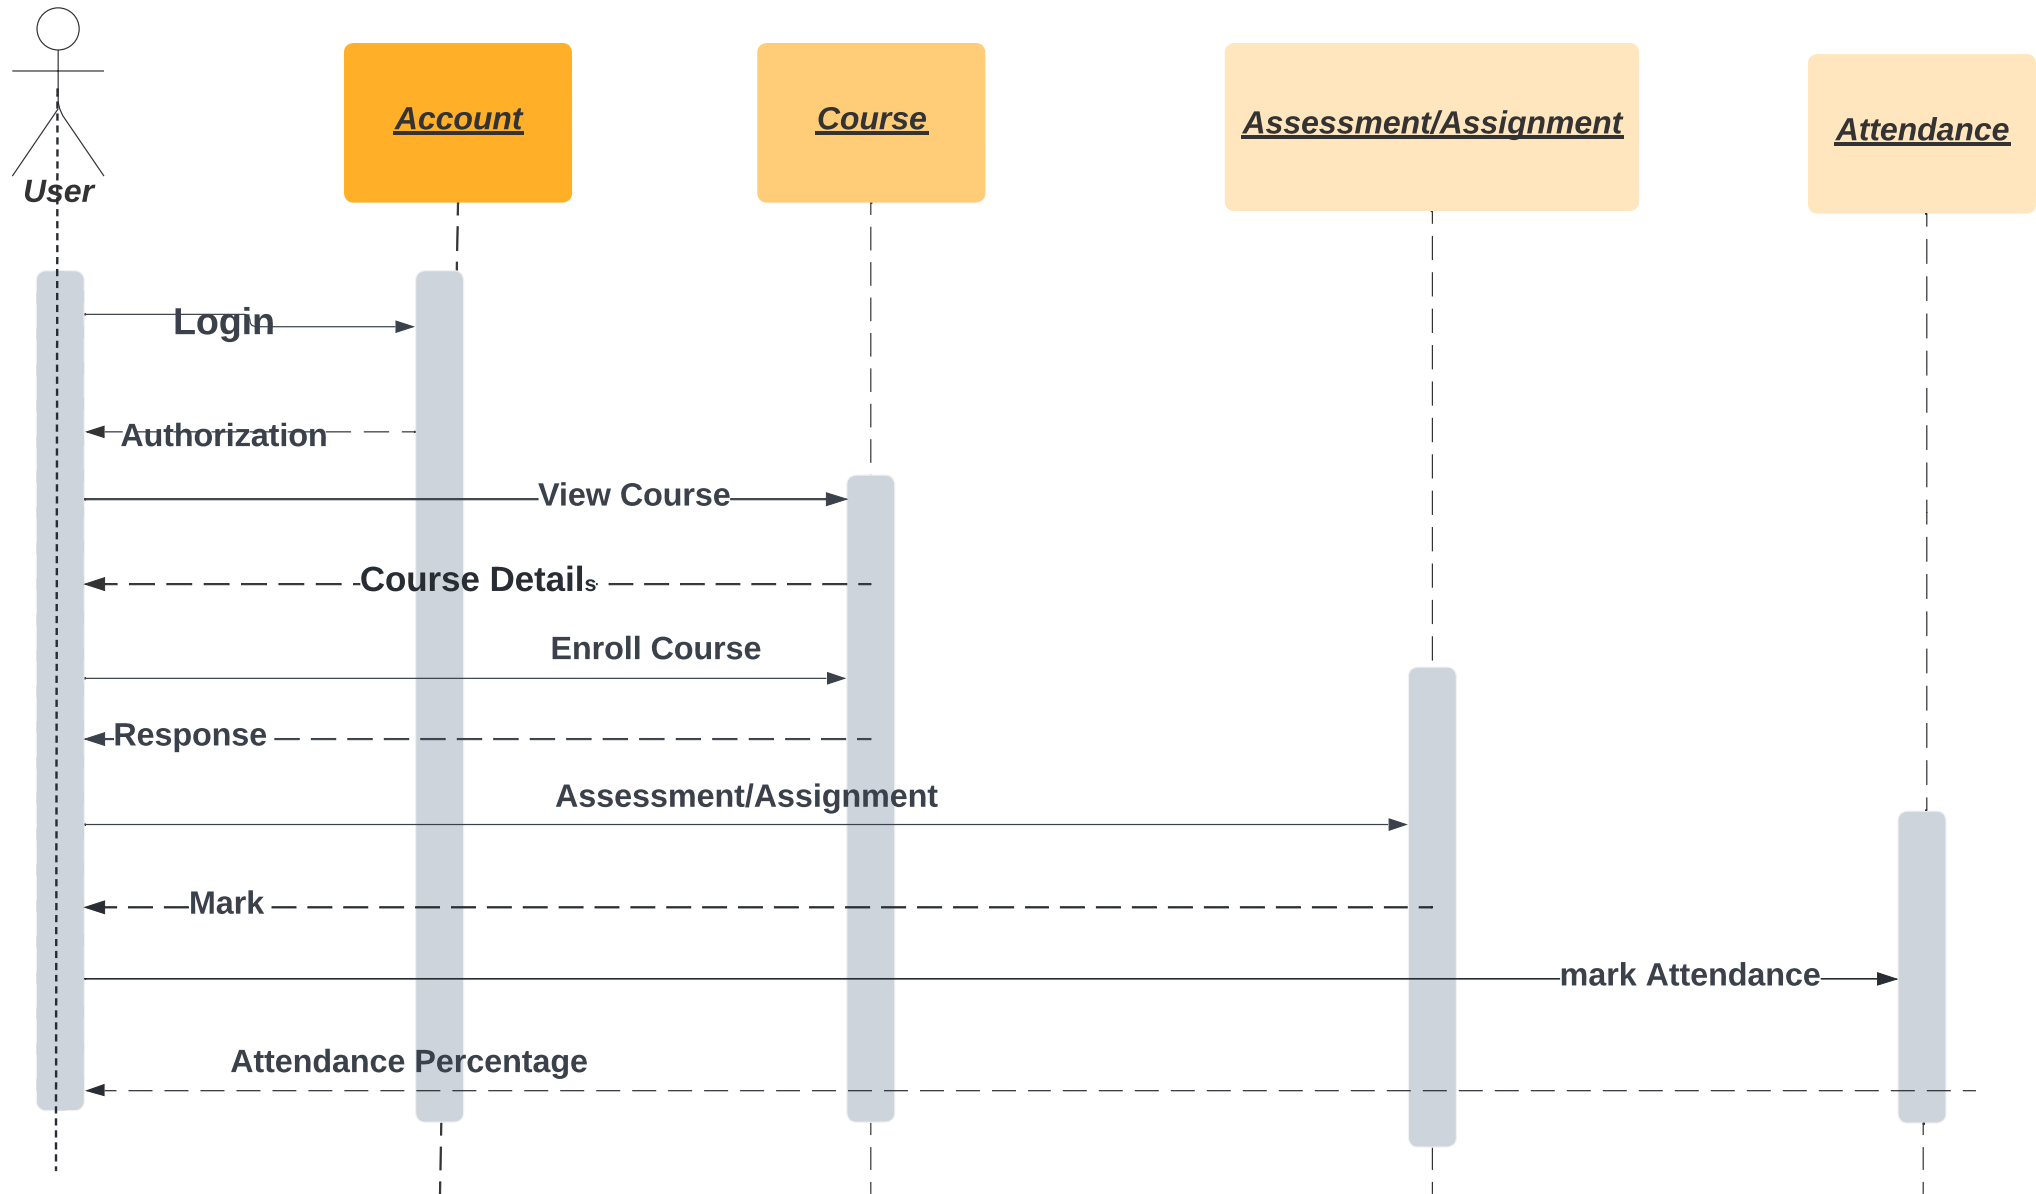 User
Account
Course
Assessment/Assignment
Attendance
Login
Authorization
View Course
Course Details
Enroll Course
Response
Assessment/Assignment
Mark
mark Attendance
Attendance Percentage